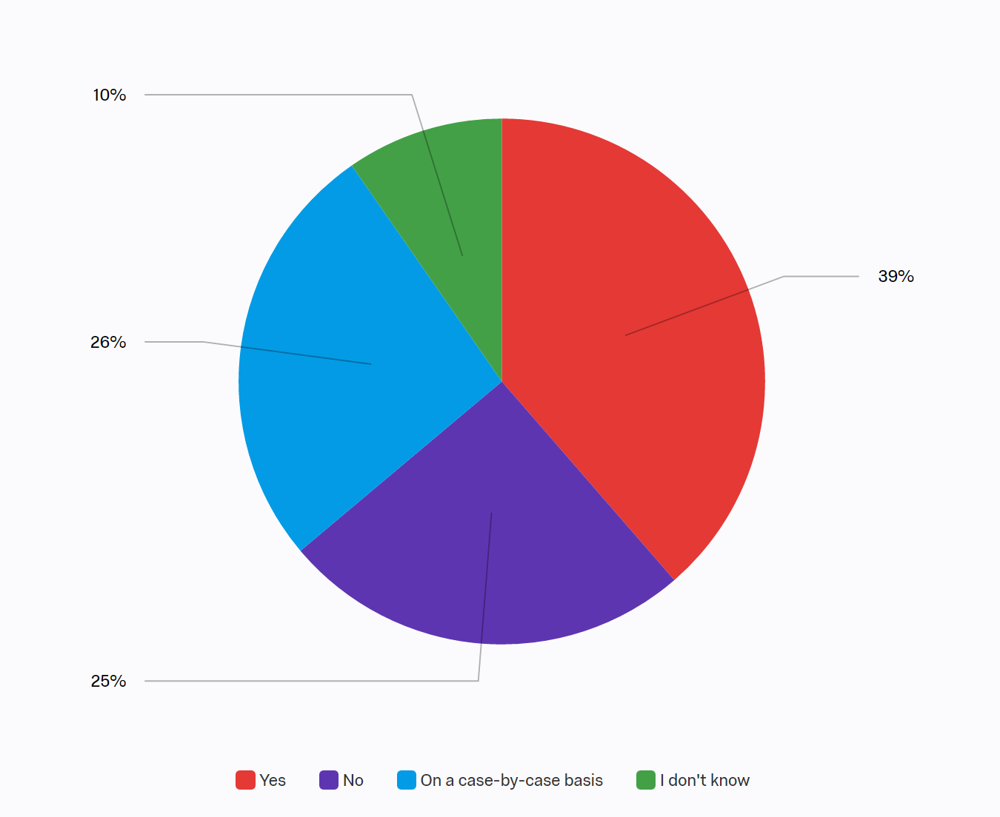 10%
39%
26%
25%
Yes No On a case-by-case basis I don't know